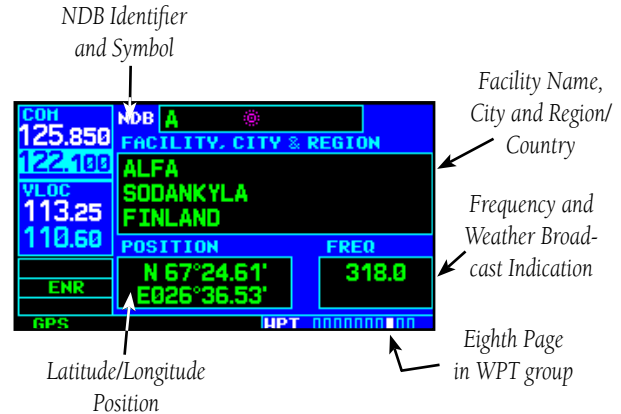 NDB Identifier
and Symbol
Facility Name,
City and Region/
Country
COM
125.850
122.100
VLOC
113.25
110.60
ENR
GPS
NDB A
FACILITY, CITY & REGION
ALFA
SODANKYLA
FINLAND
POSITION
N 67°24.61'
E026°36.53'
FREQ
318.0
WPT
Frequency and
Weather Broad-
cast Indication
Latitude/Longitude
Position
Eighth Page
in WPT group